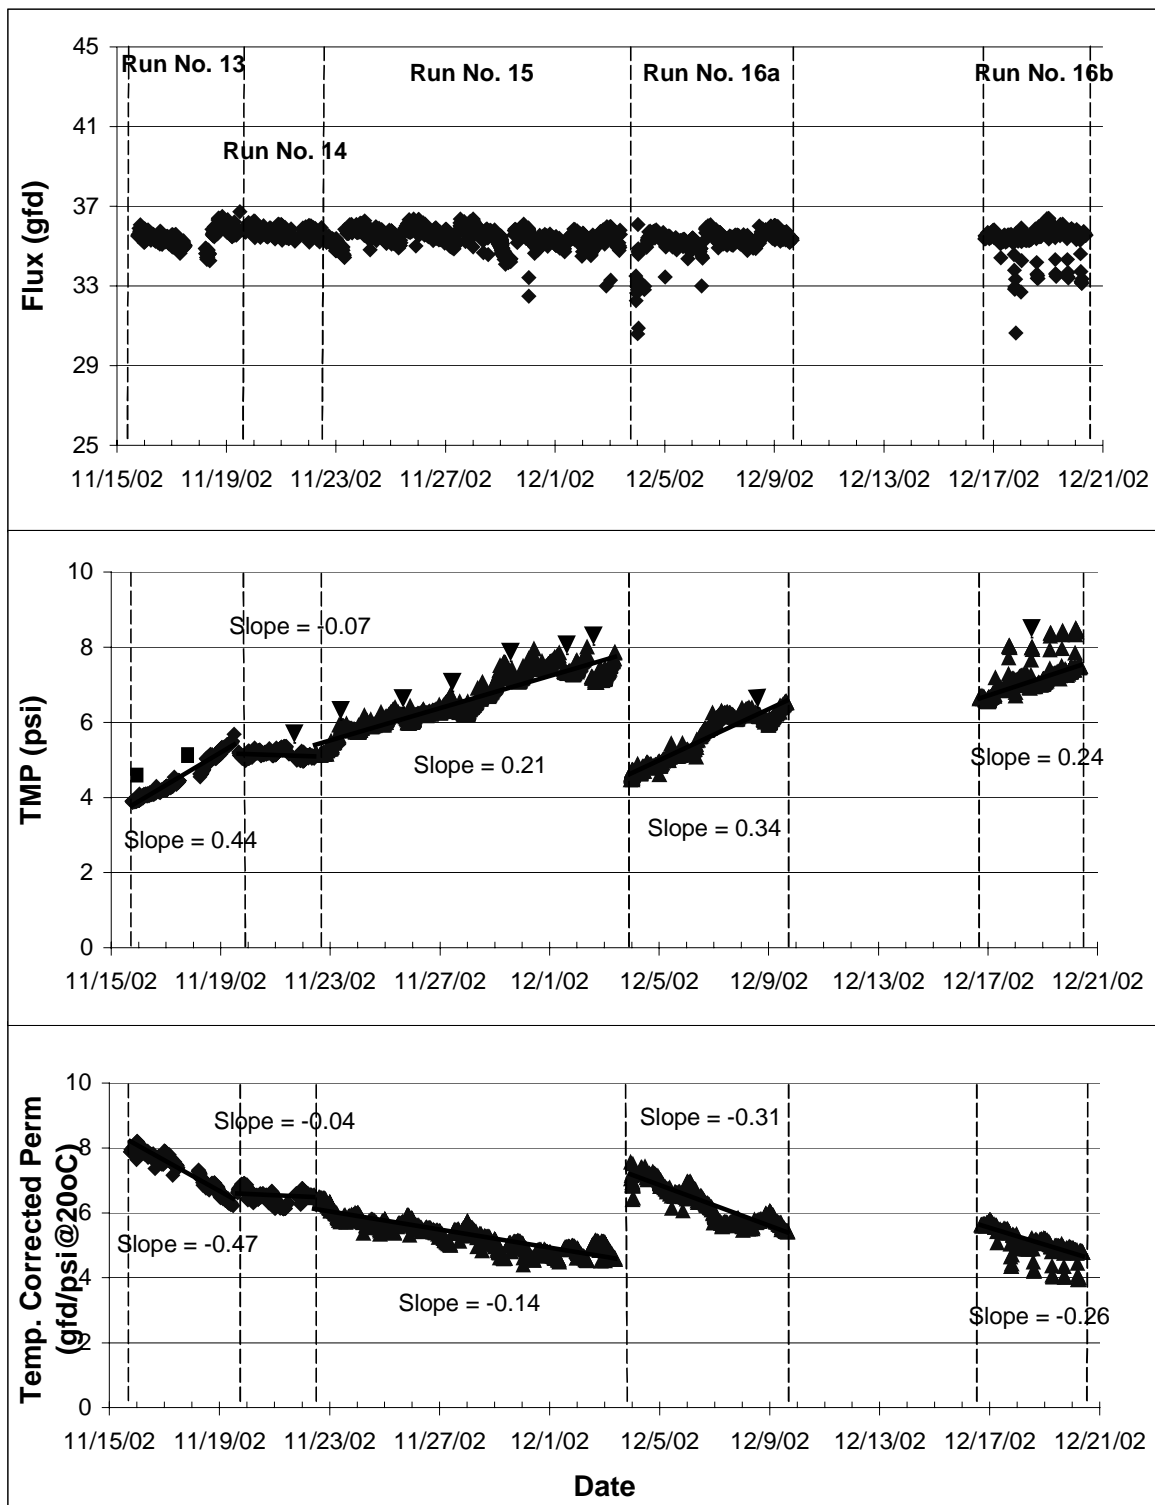 45
Run No. 13
Run No. 15
Run No. 16a
Run No. 16b
41
Run No. 14
37
33
29
25
Flux (gfd)
11/15/02 11/19/02 11/23/02 11/27/02 12/1/02 12/5/02 12/9/02 12/13/02 12/17/02 12/21/02
10
Slope = -0.07
8
6
Slope = 0.21
Slope = 0.24
4
Slope = 0.44
Slope = 0.34
2
0
TMP (psi)
11/15/02 11/19/02 11/23/02 11/27/02 12/1/02 12/5/02 12/9/02 12/13/02 12/17/02 12/21/02
10
Slope = -0.04
Slope = -0.31
8
6
Slope = -0.47
4
Slope = -0.14
Slope = -0.26
2
0
Temp. Corrected Perm
(gfd/psi@20oC)
11/15/02 11/19/02 11/23/02 11/27/02 12/1/02 12/5/02 12/9/02 12/13/02 12/17/02 12/21/02
Date